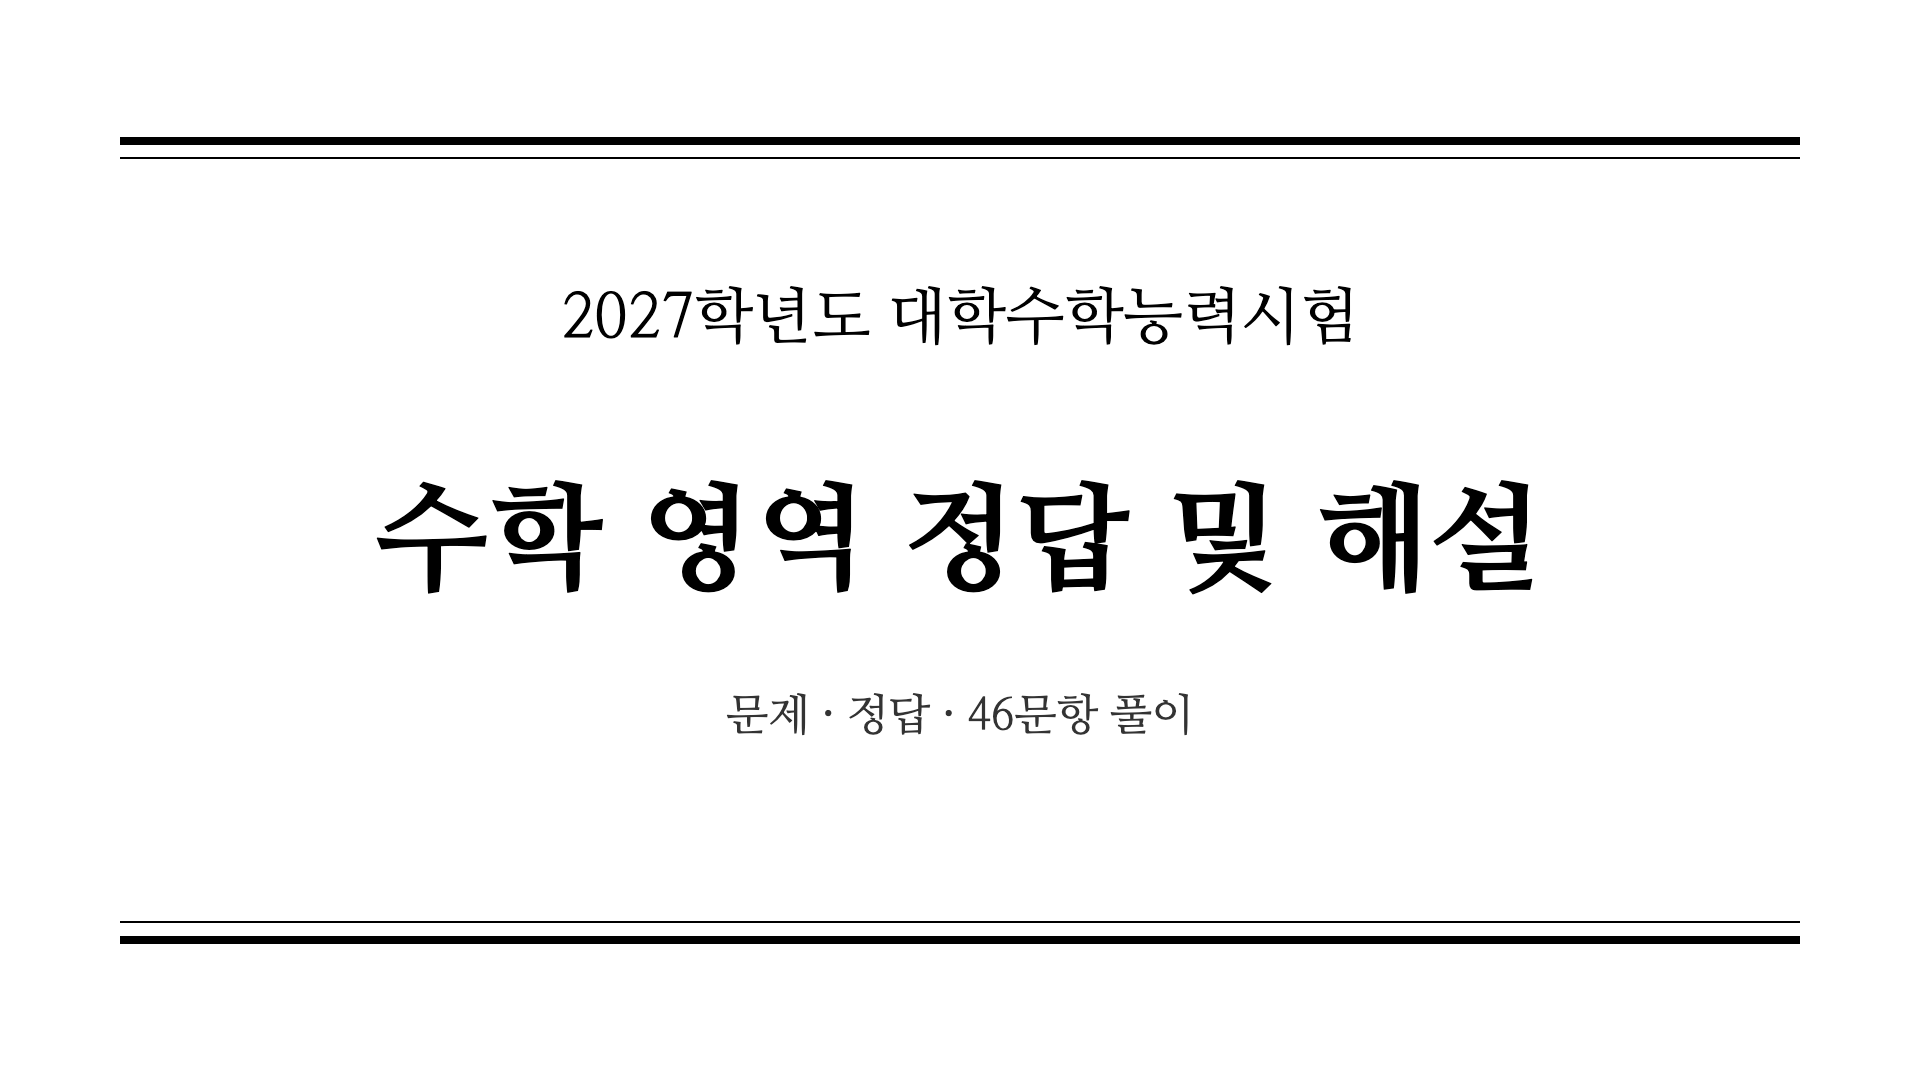 2027학년도 대학수학능력시험
수학 영역 정답 및 해설
문제 · 정답 · 46문항 풀이